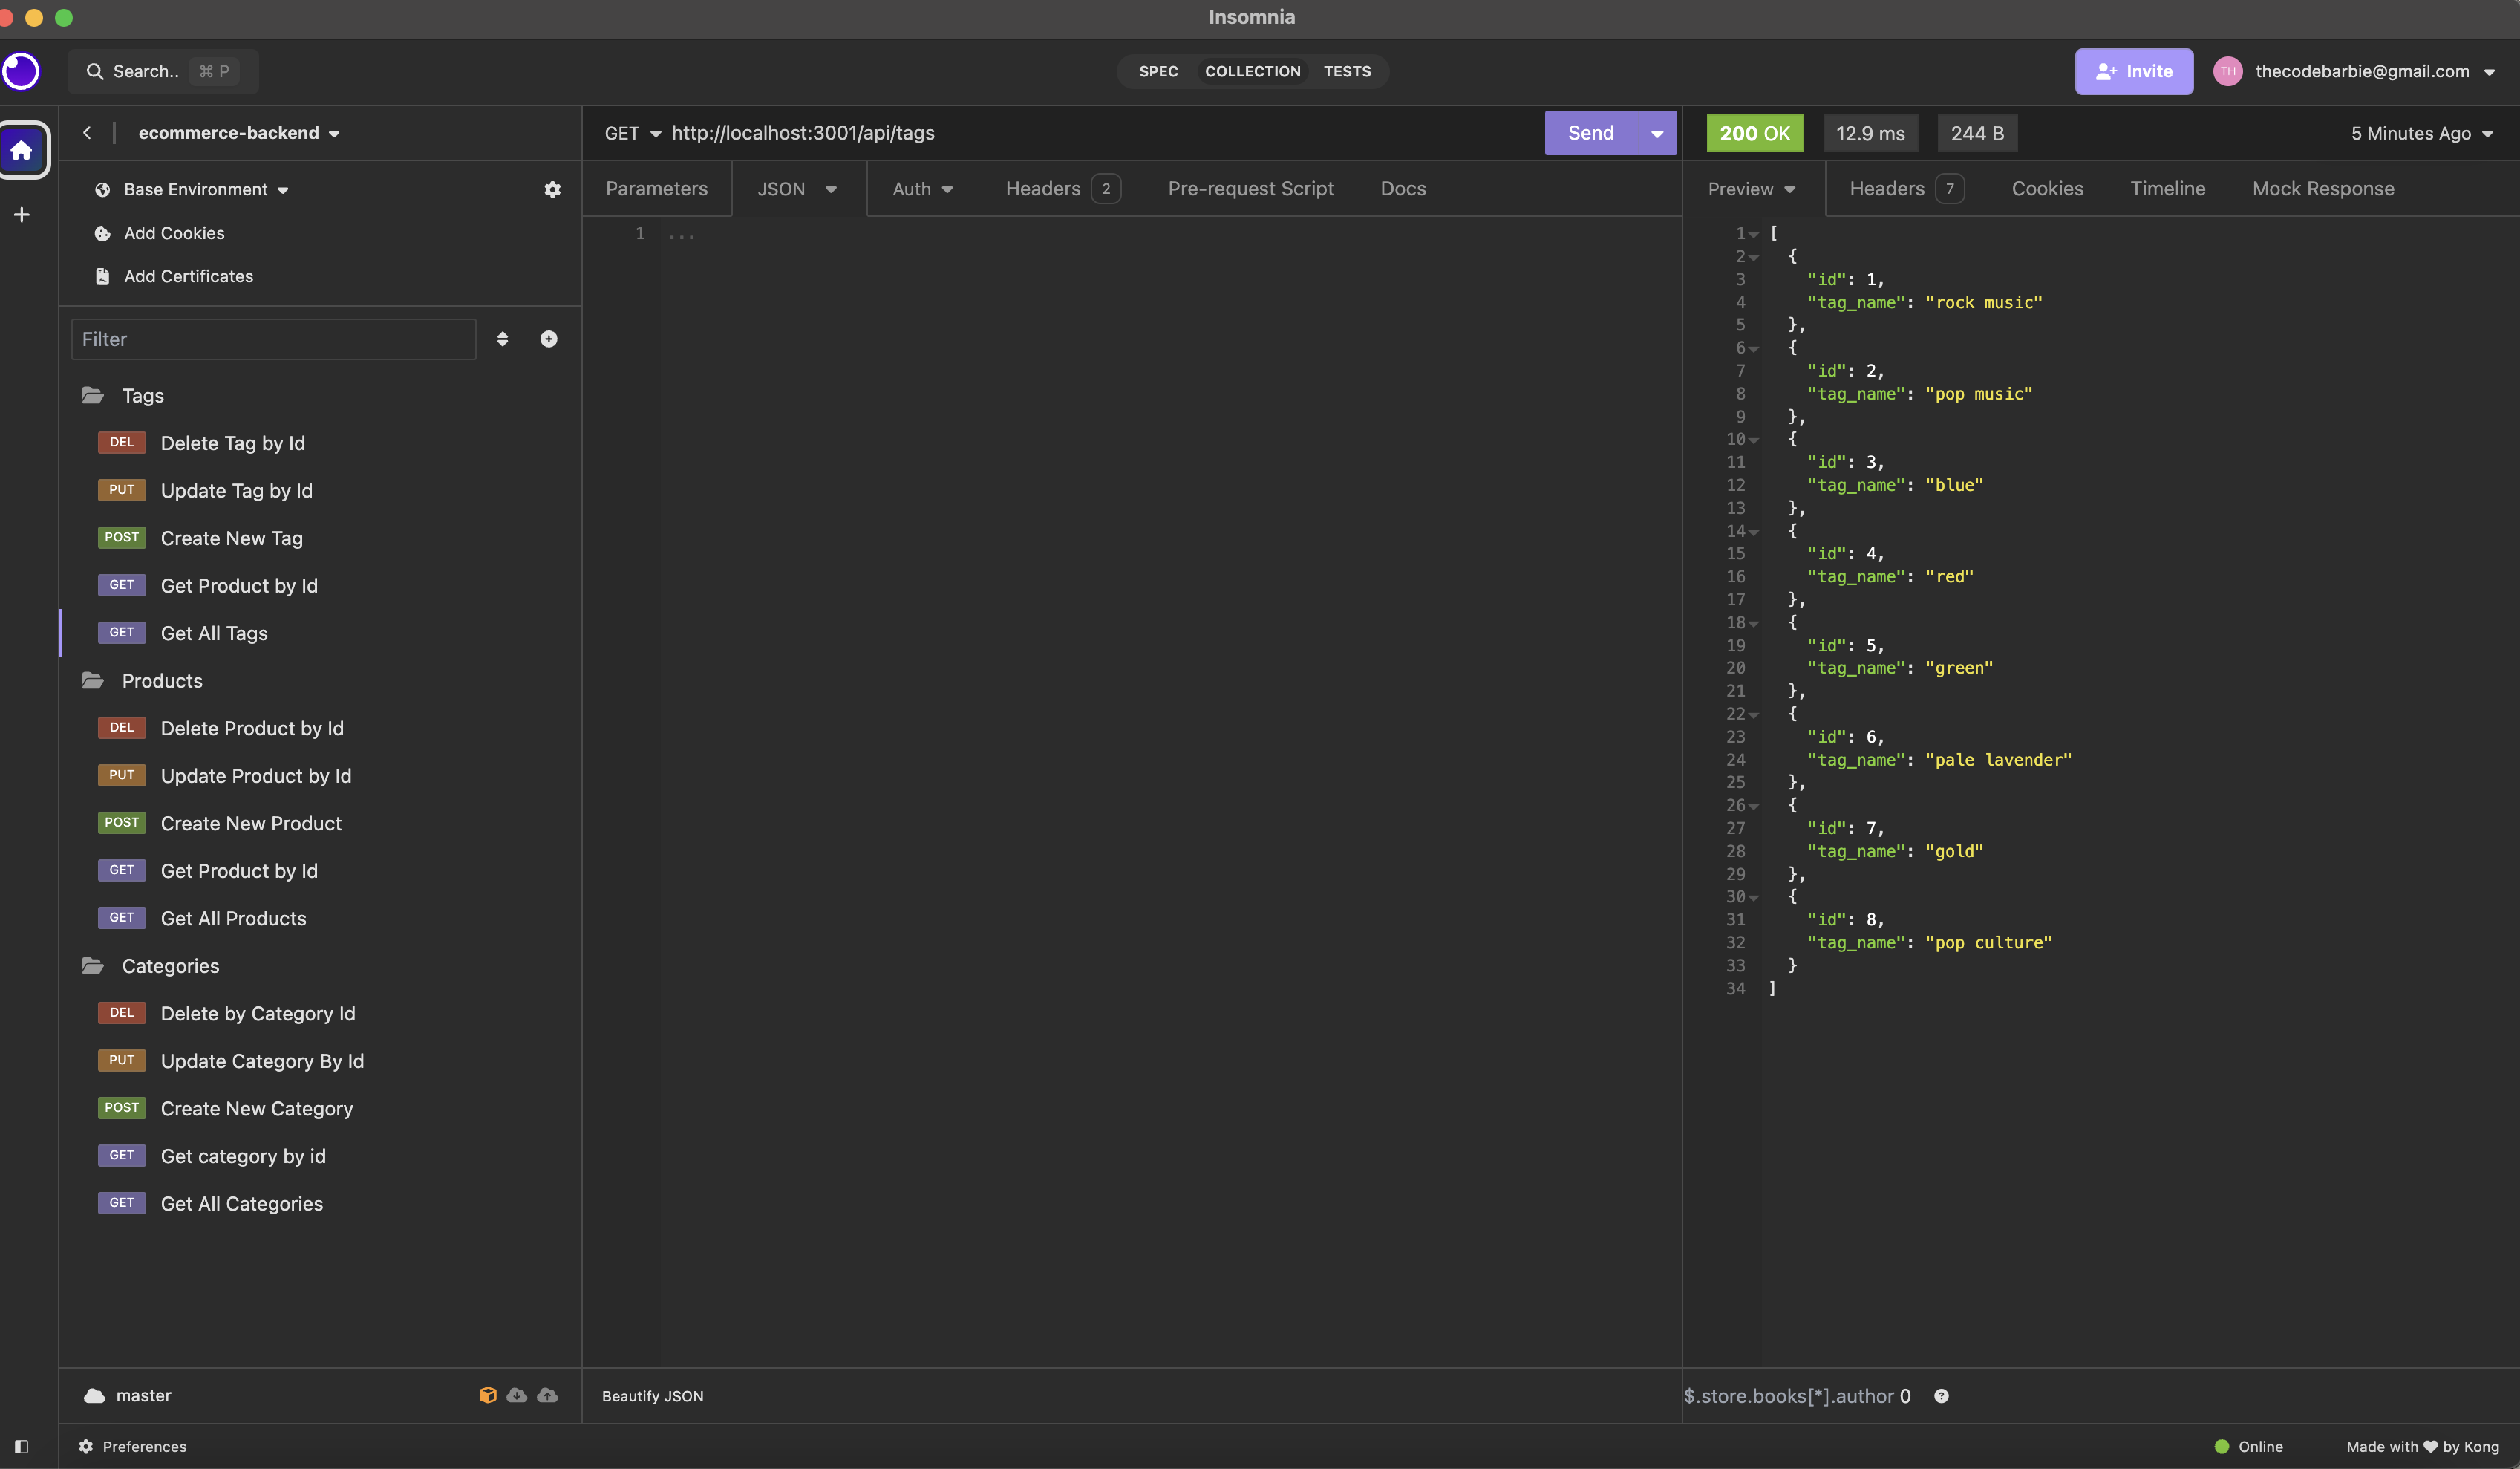 Insomnia
Search.. ⌘ P
SPEC COLLECTION TESTS
Invite
TH thecodebarbie@gmail.com
ecommerce-backend
GET http://localhost:3001/api/tags
Send
200 OK 12.9 ms 244 B
5 Minutes Ago
Base Environment
Add Cookies
Add Certificates
Filter
Tags
DEL Delete Tag by Id
PUT Update Tag by Id
POST Create New Tag
GET Get Product by Id
GET Get All Tags
Products
DEL Delete Product by Id
PUT Update Product by Id
POST Create New Product
GET Get Product by Id
GET Get All Products
Categories
DEL Delete by Category Id
PUT Update Category By Id
POST Create New Category
GET Get category by id
GET Get All Categories
master
Parameters JSON Auth Headers 2 Pre-request Script Docs
1 ...
Beautify JSON
Preview Headers 7 Cookies Timeline Mock Response
1 [
2 {
3 "id": 1,
4 "tag_name": "rock music"
5 },
6 {
7 "id": 2,
8 "tag_name": "pop music"
9 },
10 {
11 "id": 3,
12 "tag_name": "blue"
13 },
14 {
15 "id": 4,
16 "tag_name": "red"
17 },
18 {
19 "id": 5,
20 "tag_name": "green"
21 },
22 {
23 "id": 6,
24 "tag_name": "pale lavender"
25 },
26 {
27 "id": 7,
28 "tag_name": "gold"
29 },
30 {
31 "id": 8,
32 "tag_name": "pop culture"
33 }
34 ]
$.store.books[*].author 0
Preferences
Online
Made with ♥ by Kong